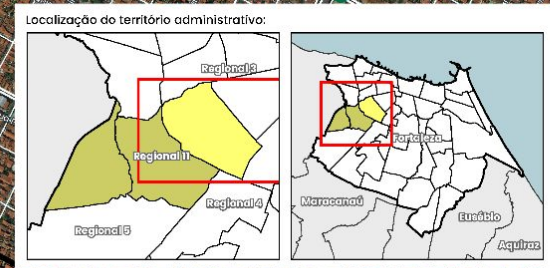 Localização do território administrativo:
Regional 3
Regional 11
Regional 4
Regional 5
Fortaleza
Maracanaú
Eusébio
Aquiraz